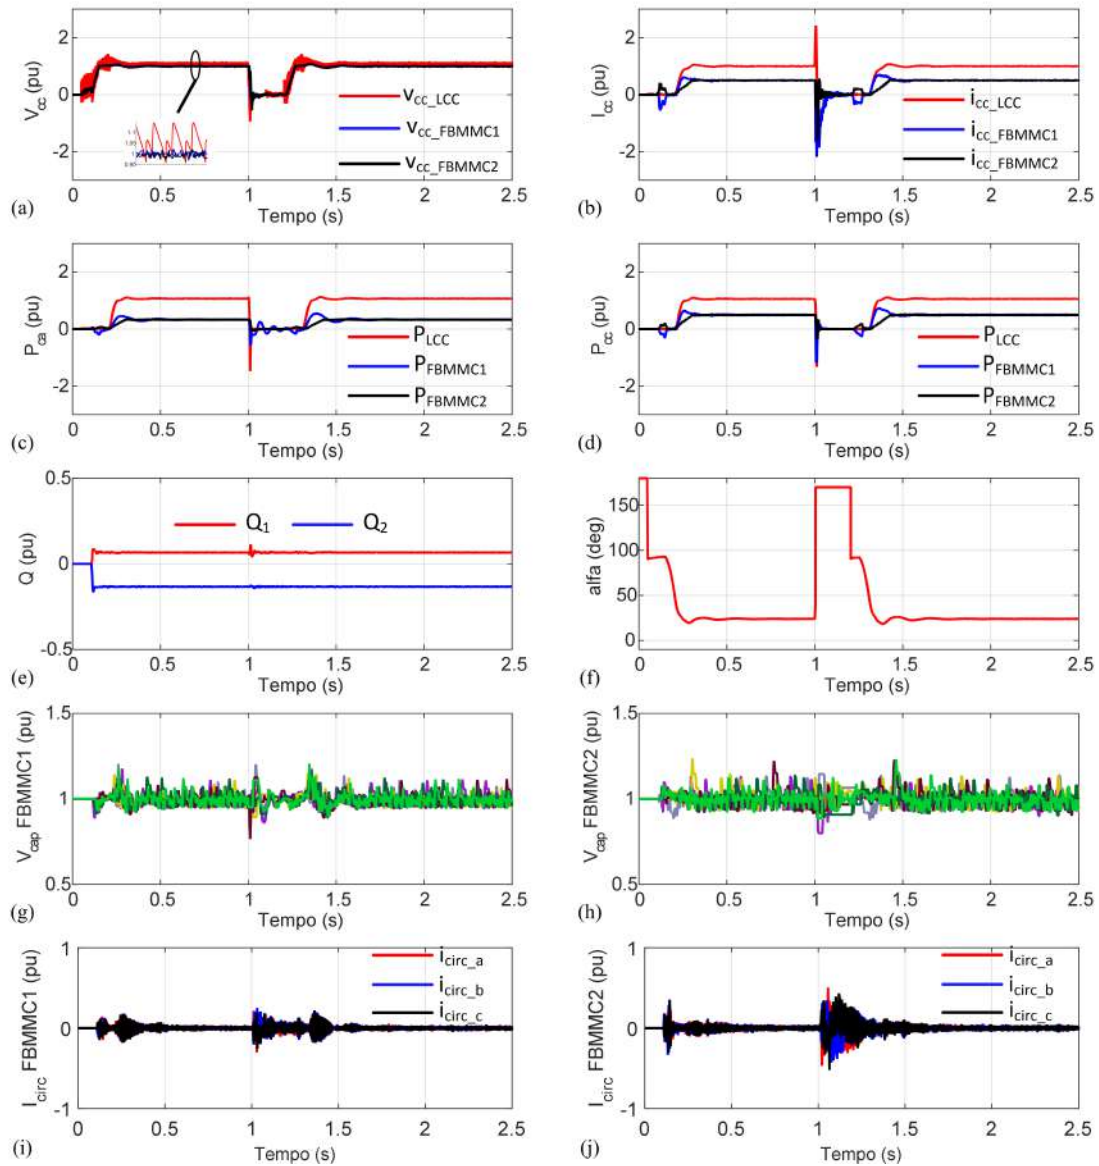 V_cc (pu)
2
0
-2
v_cc_LCC
v_cc_FBMMC1
v_cc_FBMMC2
0
0.5
1
1.5
2
2.5
(a)
Tempo (s)
I_cc (pu)
2
0
-2
i_cc_LCC
i_cc_FBMMC1
i_cc_FBMMC2
0
0.5
1
1.5
2
2.5
(b)
Tempo (s)
P_ca (pu)
2
0
-2
P_LCC
P_FBMMC1
P_FBMMC2
0
0.5
1
1.5
2
2.5
(c)
Tempo (s)
P_cc (pu)
2
0
-2
P_LCC
P_FBMMC1
P_FBMMC2
0
0.5
1
1.5
2
2.5
(d)
Tempo (s)
Q (pu)
0.5
0
-0.5
Q_1
Q_2
0
0.5
1
1.5
2
2.5
(e)
Tempo (s)
alfa (deg)
150
100
50
0
0
0.5
1
1.5
2
2.5
(f)
Tempo (s)
V_cap FBMMC1 (pu)
1.5
1
0.5
0
0.5
1
1.5
2
2.5
(g)
Tempo (s)
V_cap FBMMC2 (pu)
1.5
1
0.5
0
0.5
1
1.5
2
2.5
(h)
Tempo (s)
I_circ FBMMC1 (pu)
1
0
-1
i_circ_a
i_circ_b
i_circ_c
0
0.5
1
1.5
2
2.5
(i)
Tempo (s)
I_circ FBMMC2 (pu)
1
0
-1
i_circ_a
i_circ_b
i_circ_c
0
0.5
1
1.5
2
2.5
(j)
Tempo (s)